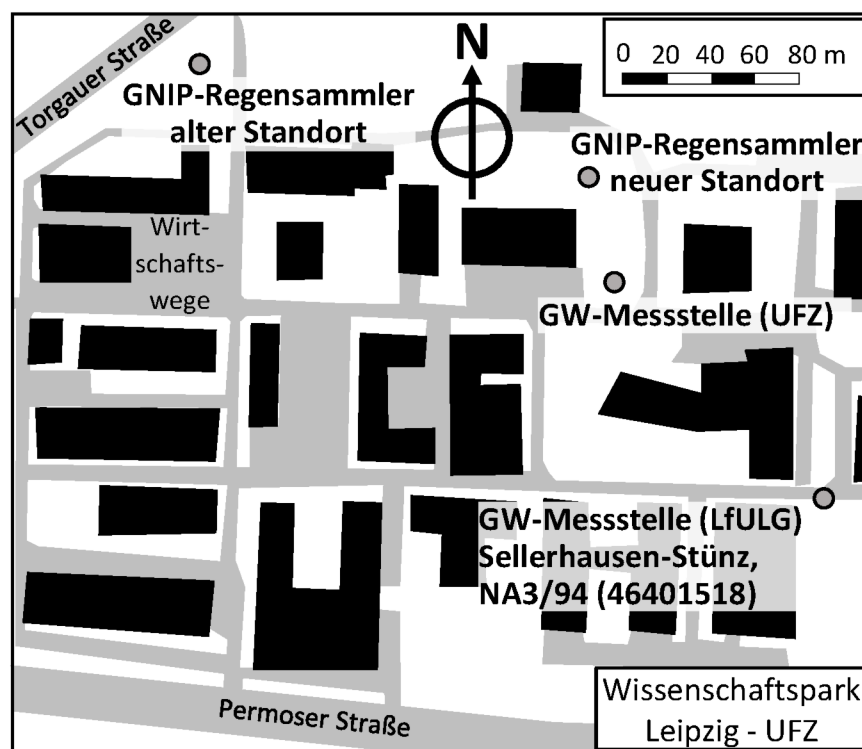 Torgauer Straße
GNIP-Regensammler
alter Standort
N
0 20 40 60 80 m
GNIP-Regensammler
neuer Standort
Wirt-
schafts-
wege
GW-Messstelle (UFZ)
GW-Messstelle (LfULG)
Sellerhausen-Stünz,
NA3/94 (46401518)
Permoser Straße
Wissenschaftspark
Leipzig - UFZ